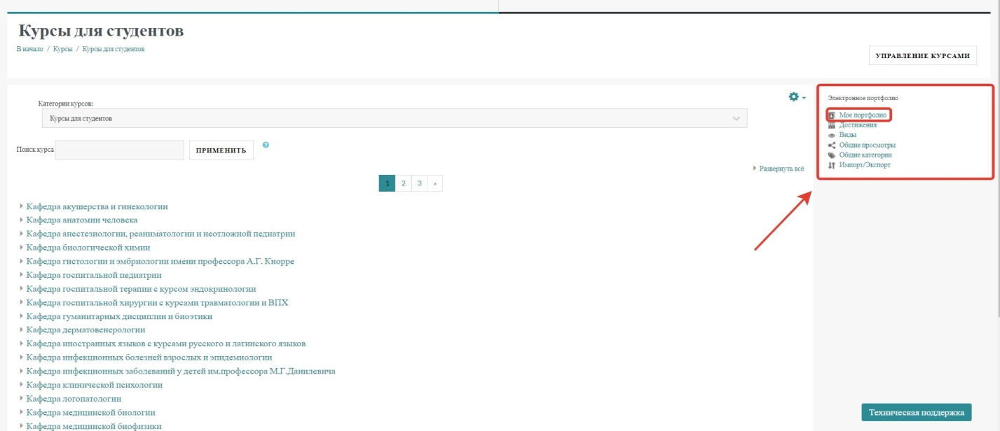 Курсы для студентов
В начало / Курсы / Курсы для студентов
УПРАВЛЕНИЕ КУРСАМИ
Категории курсов:
Курсы для студентов
Поиск курса
ПРИМЕНИТЬ
Развернуть всё
1 2 3 »
Кафедра акушерства и гинекологии
Кафедра анатомии человека
Кафедра анестезиологии, реаниматологии и неотложной педиатрии
Кафедра биологической химии
Кафедра гистологии и эмбриологии имени профессора А.Г. Кнорре
Кафедра госпитальной педиатрии
Кафедра госпитальной терапии с курсом эндокринологии
Кафедра госпитальной хирургии с курсами травматологии и ВПХ
Кафедра гуманитарных дисциплин и биоэтики
Кафедра дерматовенерологии
Кафедра иностранных языков с курсами русского и латинского языков
Кафедра инфекционных болезней взрослых и эпидемиологии
Кафедра инфекционных заболеваний у детей им.профессора М.Г.Данилевича
Кафедра клинической психологии
Кафедра логопатологии
Кафедра медицинской биологии
Кафедра медицинской биофизики
Электронное портфолио
Мое портфолио
Достижения
Виды
Общие просмотры
Общие категории
Импорт/Экспорт
Техническая поддержка